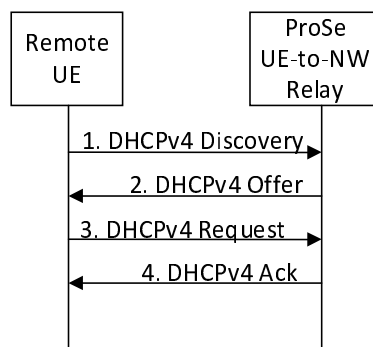 Remote
UE
ProSe
UE-to-NW
Relay
1. DHCPv4 Discovery
2. DHCPv4 Offer
3. DHCPv4 Request
4. DHCPv4 Ack